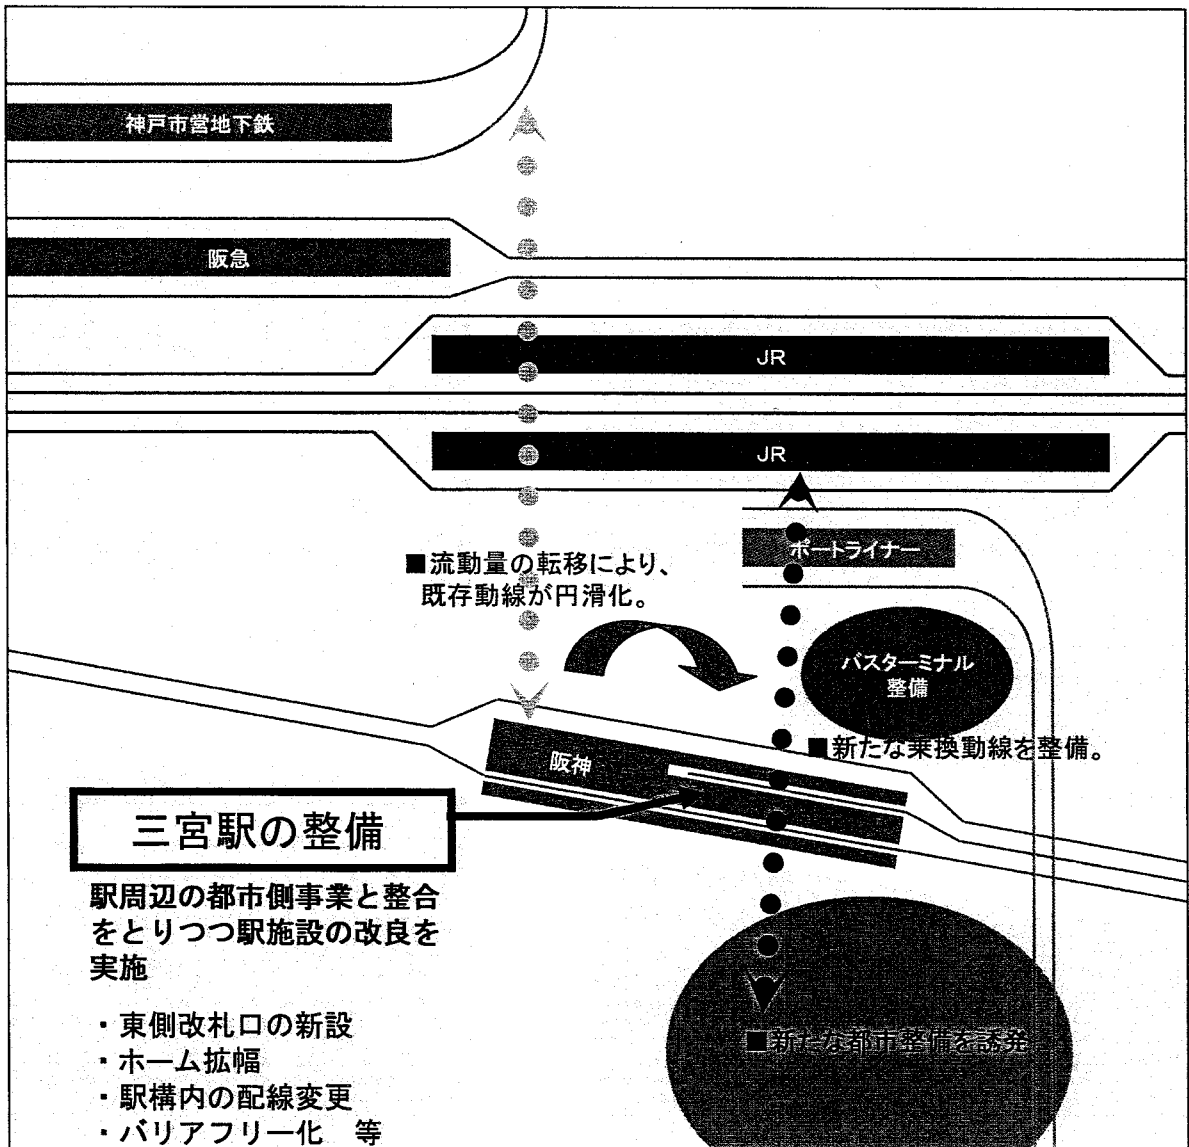 神戸市営地下鉄
阪急
JR
JR
ポートライナー
■流動量の転移により、
既存動線が円滑化。
バスターミナル
整備
■新たな乗換動線を整備。
阪神
三宮駅の整備
駅周辺の都市側事業と整合
をとりつつ駅施設の改良を
実施
・東側改札口の新設
・ホーム拡幅
・駅構内の配線変更
・バリアフリー化 等
■新たな都市整備を誘発